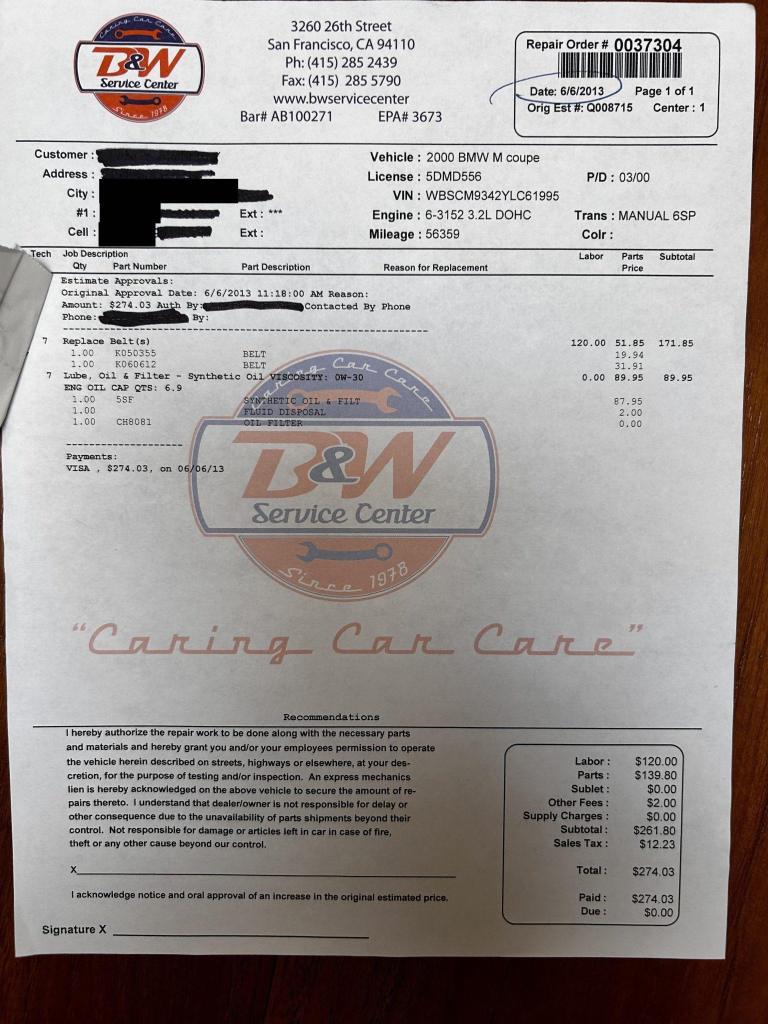 Caring Car Care
B&W
Service Center
Since 1978
3260 26th Street
San Francisco, CA 94110
Ph: (415) 285 2439
Fax: (415) 285 5790
www.bwservicecenter
Bar# AB100271 EPA# 3673
Repair Order# 0037304
Date: 6/6/2013 Page 1 of 1
Orig Est #: Q008715 Center : 1
Customer :
Address :
City :
#1 : Ext : ***
Cell : Ext :
Vehicle : 2000 BMW M coupe
License : 5DMD556 P/D : 03/00
VIN : WBSCM9342YLC61995
Engine : 6-3152 3.2L DOHC Trans : MANUAL 6SP
Mileage : 56359 Colr :
Tech Job Description Labor Parts Subtotal
Qty Part Number Part Description Reason for Replacement Price
Estimate Approvals:
Original Approval Date: 6/6/2013 11:18:00 AM Reason:
Amount: $274.03 Auth By: Contacted By Phone
Phone: By:
7 Replace Belt(s) 120.00 51.85 171.85
1.00 K050355 BELT 19.94
1.00 K060612 BELT 31.91
7 Lube, Oil & Filter - Synthetic Oil VISCOSITY: 0W-30 0.00 89.95 89.95
ENG OIL CAP QTS: 6.9
1.00 5SF SYNTHETIC OIL & FILT 87.95
1.00 FLUID DISPOSAL 2.00
1.00 CH8081 OIL FILTER 0.00
Payments:
VISA , $274.03, on 06/06/13
Caring Car Care
B&W
Service Center
Since 1978
"Caring Car Care"
Recommendations
I hereby authorize the repair work to be done along with the necessary parts
and materials and hereby grant you and/or your employees permission to operate
the vehicle herein described on streets, highways or elsewhere, at your des-
cretion, for the purpose of testing and/or inspection. An express mechanics
lien is hereby acknowledged on the above vehicle to secure the amount of re-
pairs thereto. I understand that dealer/owner is not responsible for delay or
other consequence due to the unavailability of parts shipments beyond their
control. Not responsible for damage or articles left in car in case of fire,
theft or any other cause beyond our control.
X
I acknowledge notice and oral approval of an increase in the original estimated price.
Signature X
Labor : $120.00
Parts : $139.80
Sublet : $0.00
Other Fees : $2.00
Supply Charges : $0.00
Subtotal : $261.80
Sales Tax : $12.23
Total : $274.03
Paid : $274.03
Due : $0.00